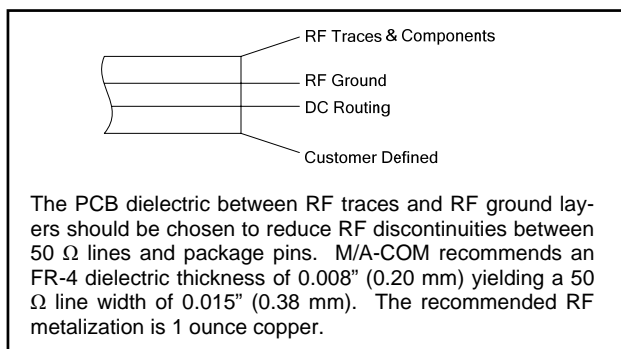 RF Traces & Components
RF Ground
DC Routing
Customer Defined
The PCB dielectric between RF traces and RF ground lay-
ers should be chosen to reduce RF discontinuities between
50 Ω lines and package pins.  M/A-COM recommends an
FR-4 dielectric thickness of 0.008” (0.20 mm) yielding a 50
Ω line width of 0.015” (0.38 mm).  The recommended RF
metalization is 1 ounce copper.